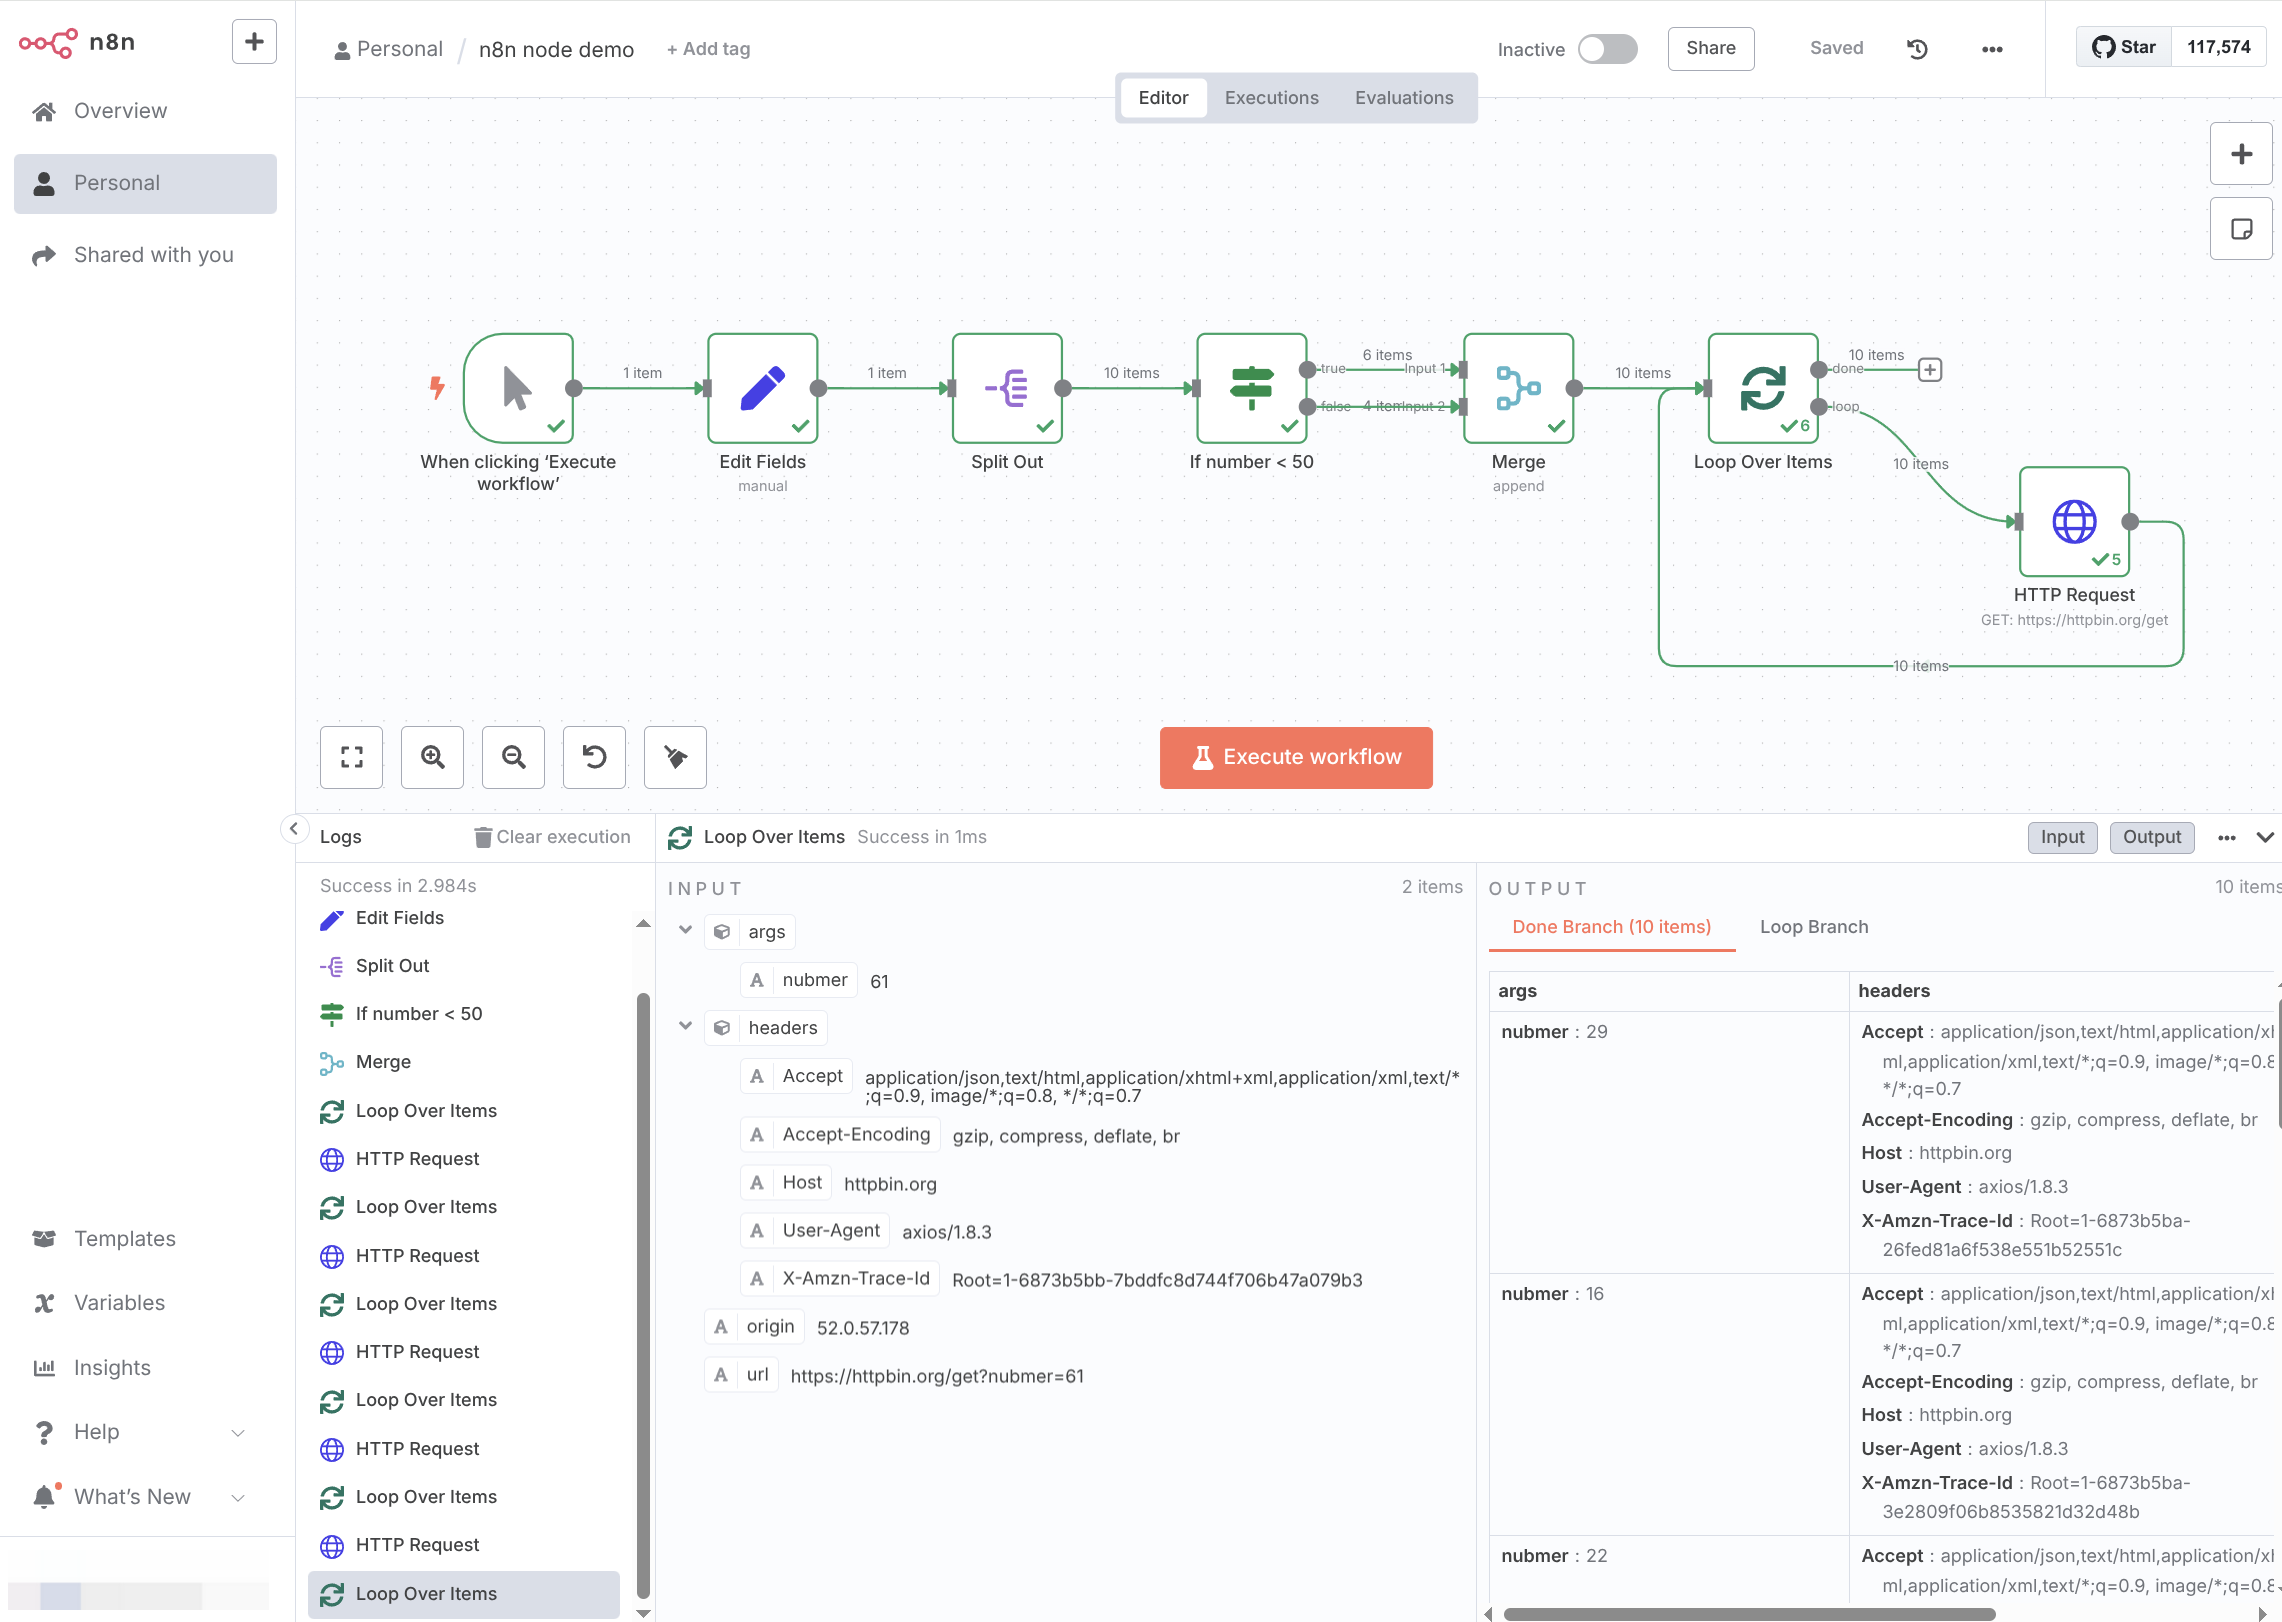 n8n
Overview
Personal
Shared with you
Templates
Variables
Insights
Help
What's New
Personal / n8n node demo + Add tag
Inactive
Share
Saved
Star 117,574
Editor Executions Evaluations
When clicking ‘Execute
workflow’
1 item
Edit Fields
manual
1 item
Split Out
10 items
If number < 50
true 6 items Input 1
false 4 items Input 2
Merge
append
10 items
Loop Over Items
6
10 items
done
loop
10 items
5
HTTP Request
GET: https://httpbin.org/get
10 items
Execute workflow
Logs
Clear execution
Success in 2.984s
Edit Fields
Split Out
If number < 50
Merge
Loop Over Items
HTTP Request
Loop Over Items
HTTP Request
Loop Over Items
HTTP Request
Loop Over Items
HTTP Request
Loop Over Items
HTTP Request
Loop Over Items
Loop Over Items Success in 1ms
Input Output
INPUT 2 items
args
A nubmer 61
headers
A Accept application/json,text/html,application/xhtml+xml,application/xml,text/*
;q=0.9, image/*;q=0.8, */*;q=0.7
A Accept-Encoding gzip, compress, deflate, br
A Host httpbin.org
A User-Agent axios/1.8.3
A X-Amzn-Trace-Id Root=1-6873b5bb-7bddfc8d744f706b47a079b3
A origin 52.0.57.178
A url https://httpbin.org/get?nubmer=61
OUTPUT 10 items
Done Branch (10 items) Loop Branch
args headers
nubmer : 29
Accept : application/json,text/html,application/xh
ml,application/xml,text/*;q=0.9, image/*;q=0.8
*/*;q=0.7
Accept-Encoding : gzip, compress, deflate, br
Host : httpbin.org
User-Agent : axios/1.8.3
X-Amzn-Trace-Id : Root=1-6873b5ba-
26fed81a6f538e551b52551c
nubmer : 16
Accept : application/json,text/html,application/xh
ml,application/xml,text/*;q=0.9, image/*;q=0.8
*/*;q=0.7
Accept-Encoding : gzip, compress, deflate, br
Host : httpbin.org
User-Agent : axios/1.8.3
X-Amzn-Trace-Id : Root=1-6873b5ba-
3e2809f06b8535821d32d48b
nubmer : 22
Accept : application/json,text/html,application/xh
ml,application/xml,text/*;q=0.9, image/*;q=0.8